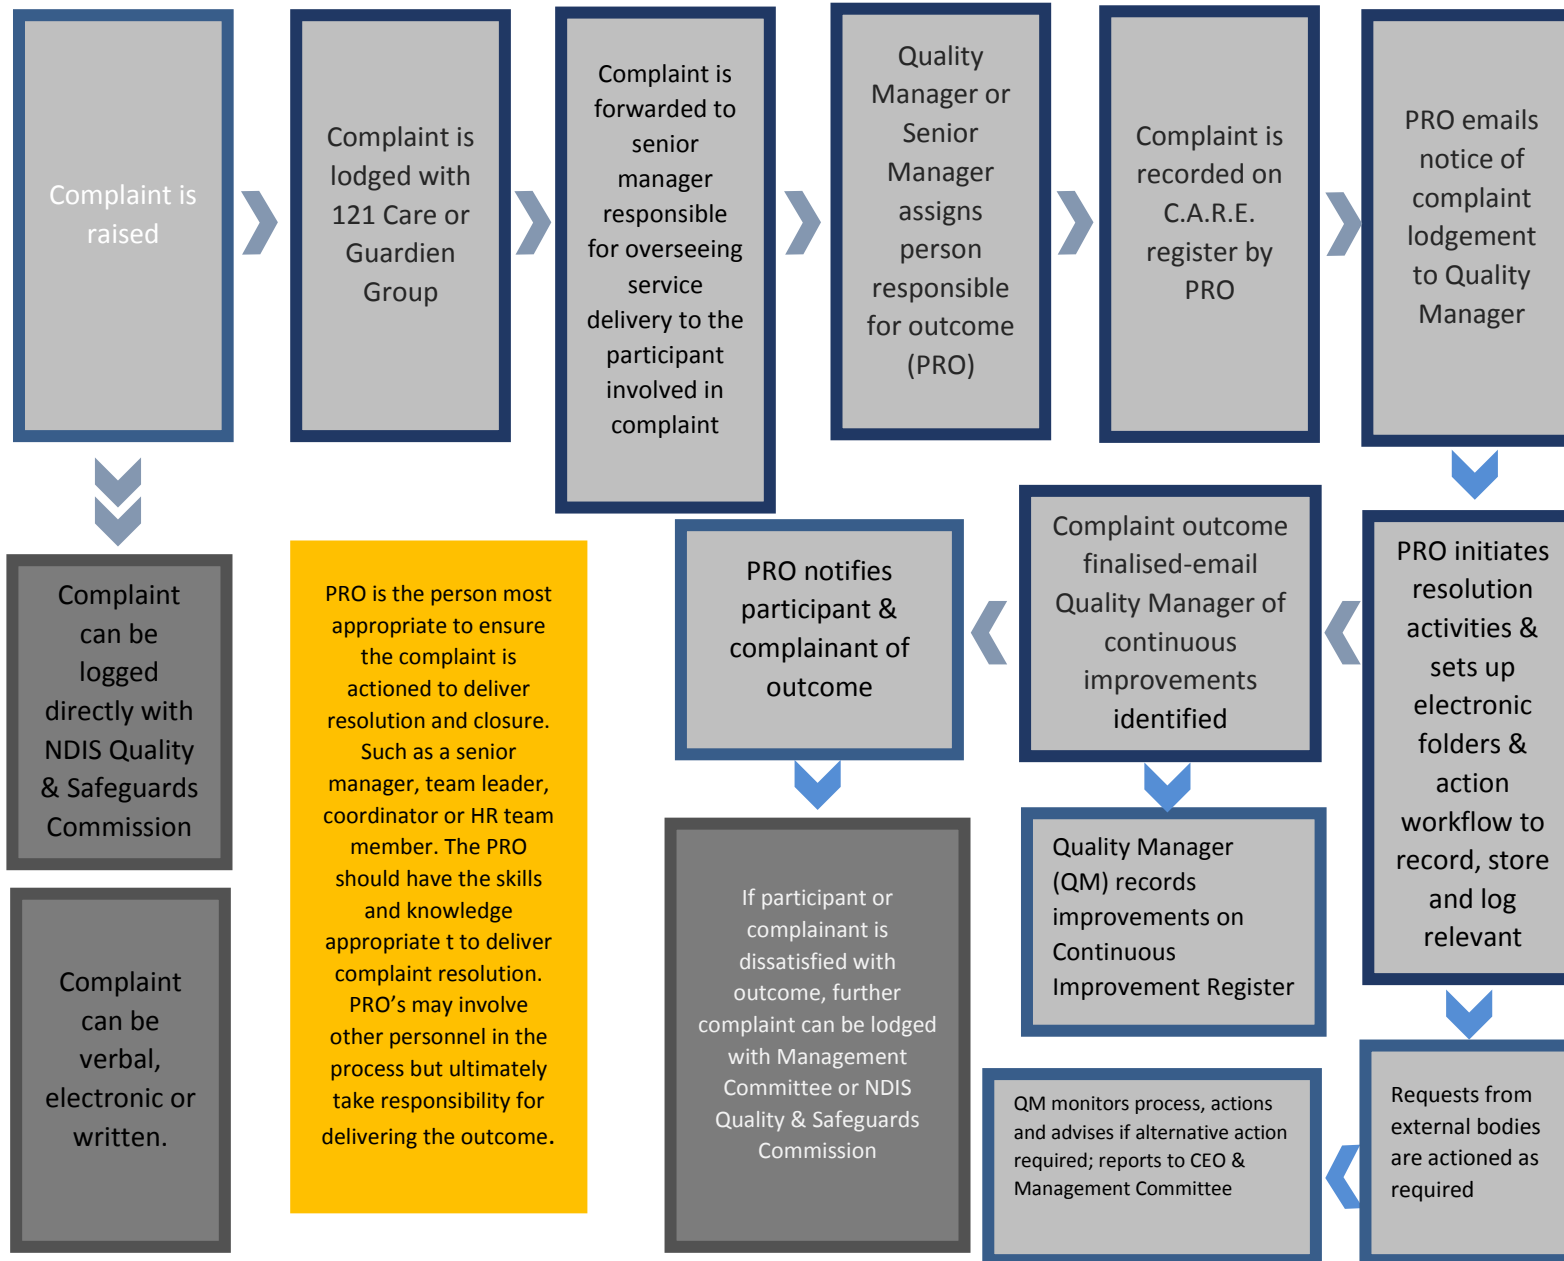 Complaint is
raised
Complaint is
lodged with
121 Care or
Guardien
Group
Complaint is
forwarded to
senior
manager
responsible
for overseeing
service
delivery to the
participant
involved in
complaint
Quality
Manager or
Senior
Manager
assigns
person
responsible
for outcome
(PRO)
Complaint is
recorded on
C.A.R.E.
register by
PRO
PRO emails
notice of
complaint
lodgement
to Quality
Manager
Complaint
can be
logged
directly with
NDIS Quality
& Safeguards
Commission
Complaint
can be
verbal,
electronic or
written.
PRO is the person most
appropriate to ensure
the complaint is
actioned to deliver
resolution and closure.
Such as a senior
manager, team leader,
coordinator or HR team
member. The PRO
should have the skills
and knowledge
appropriate t to deliver
complaint resolution.
PRO’s may involve
other personnel in the
process but ultimately
take responsibility for
delivering the outcome.
PRO initiates
resolution
activities &
sets up
electronic
folders &
action
workflow to
record, store
and log
relevant
Complaint outcome
finalised-email
Quality Manager of
continuous
improvements
identified
PRO notifies
participant &
complainant of
outcome
If participant or
complainant is
dissatisfied with
outcome, further
complaint can be lodged
with Management
Committee or NDIS
Quality & Safeguards
Commission
Quality Manager
(QM) records
improvements on
Continuous
Improvement Register
Requests from
external bodies
are actioned as
required
QM monitors process, actions
and advises if alternative action
required; reports to CEO &
Management Committee